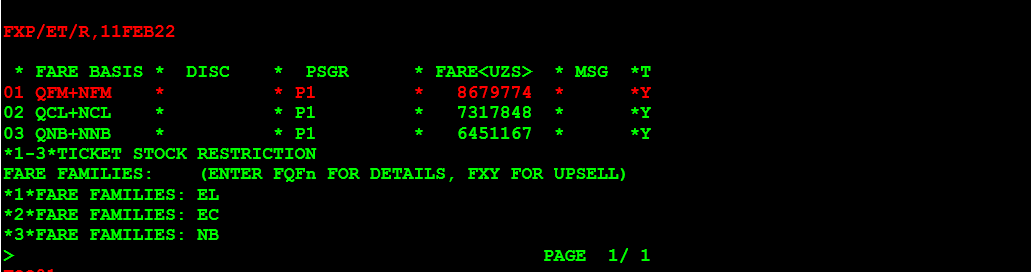 FXP/ET/R,11FEB22
* FARE BASIS * DISC * PSGR * FARE<UZS> * MSG *T
01 QFM+NFM * * P1 * 8679774 * *Y
02 QCL+NCL * * P1 * 7317848 * *Y
03 QNB+NNB * * P1 * 6451167 * *Y
*1-3*TICKET STOCK RESTRICTION
FARE FAMILIES: (ENTER FQFn FOR DETAILS, FXY FOR UPSELL)
*1*FARE FAMILIES: EL
*2*FARE FAMILIES: EC
*3*FARE FAMILIES: NB
> PAGE 1/ 1